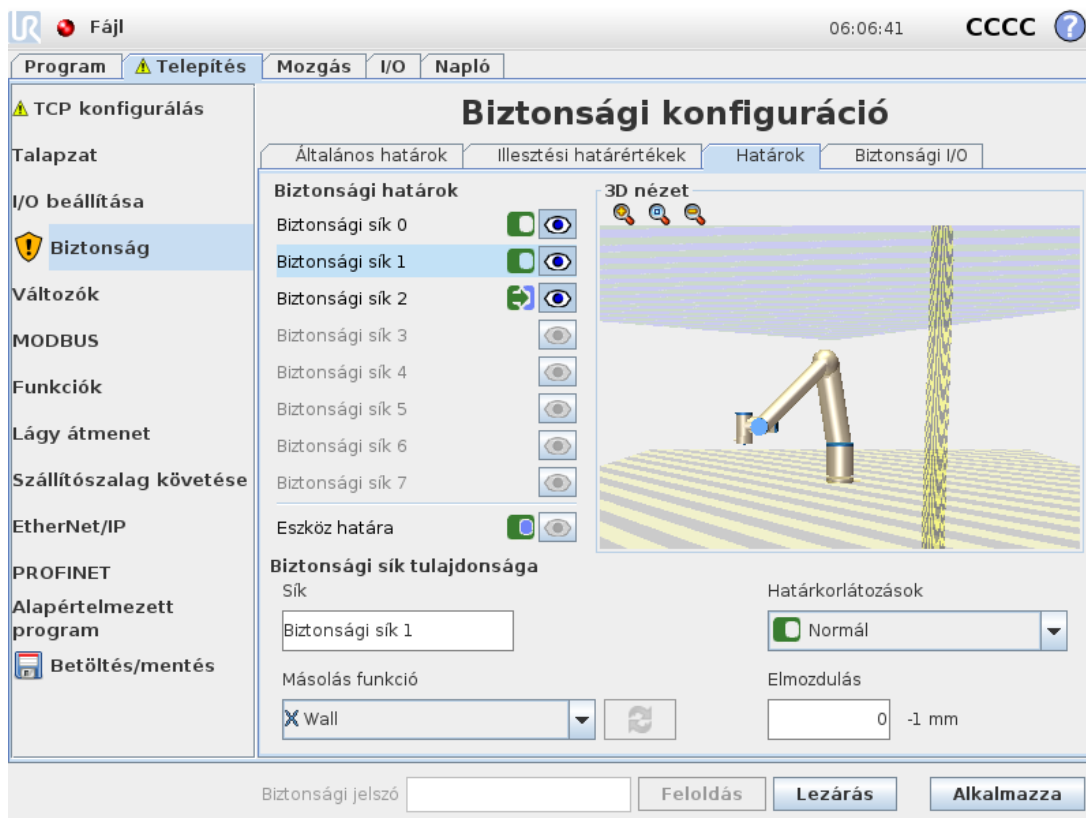 UR Fájl 06:06:41 CCCC ?
Program Telepítés Mozgás I/O Napló
TCP konfigurálás
Talapzat
I/O beállítása
Biztonság
Változók
MODBUS
Funkciók
Lágy átmenet
Szállítószalag követése
EtherNet/IP
PROFINET
Alapértelmezett
program
Betöltés/mentés
Biztonsági konfiguráció
Általános határok Illesztési határértékek Határok Biztonsági I/O
Biztonsági határok
Biztonsági sík 0
Biztonsági sík 1
Biztonsági sík 2
Biztonsági sík 3
Biztonsági sík 4
Biztonsági sík 5
Biztonsági sík 6
Biztonsági sík 7
Eszköz határa
3D nézet
Biztonsági sík tulajdonsága
Sík
Biztonsági sík 1
Határkorlátozások
Normál
Másolás funkció
Wall
Elmozdulás
0 -1 mm
Biztonsági jelszó Feloldás Lezárás Alkalmazza